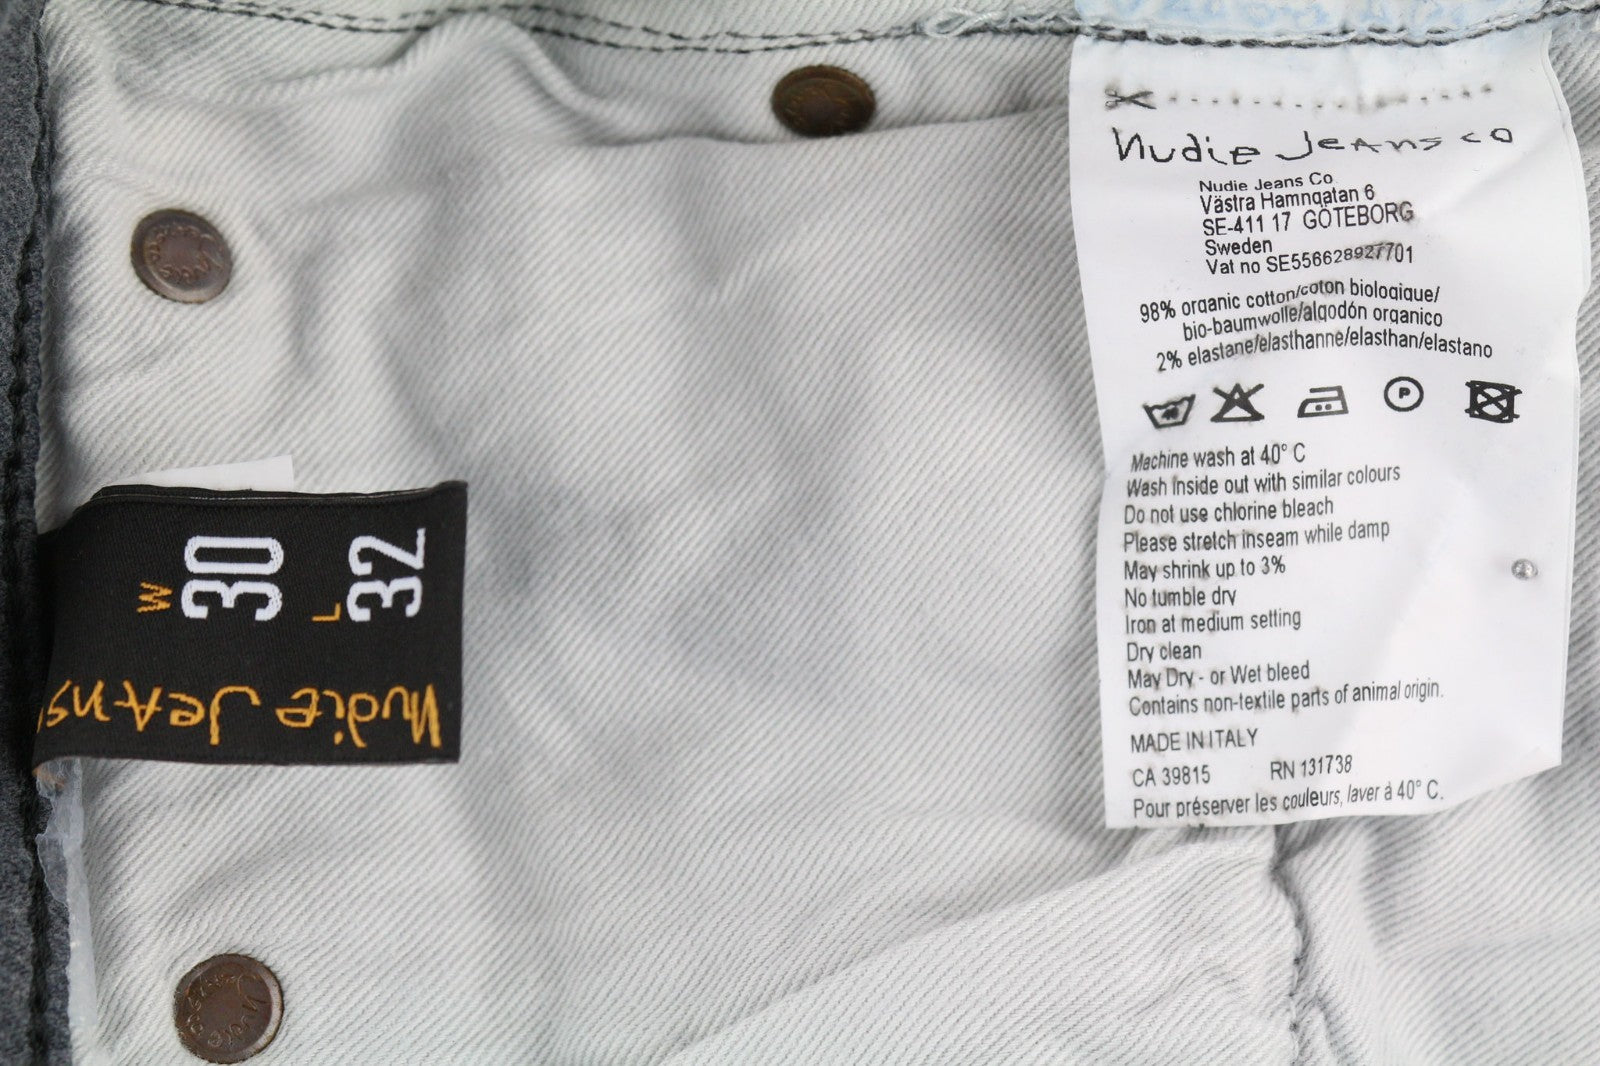 Nudie Jeans co
Nudie Jeans Co
Västra Hamngatan 6
SE-411 17 GÖTEBORG
Sweden
Vat no SE556628927701
98% organic cotton/coton biologique/
bio-baumwolle/algodón organico
2% elastane/elasthanne/elasthan/elastano
40
P
Machine wash at 40° C
Wash Inside out with similar colours
Do not use chlorine bleach
Please stretch inseam while damp
May shrink up to 3%
No tumble dry
Iron at medium setting
Dry clean
May Dry - or Wet bleed
Contains non-textile parts of animal origin.
MADE IN ITALY
CA 39815 RN 131738
Pour préserver les couleurs, laver à 40° C.
W 30
L 32
Nudie Jeans